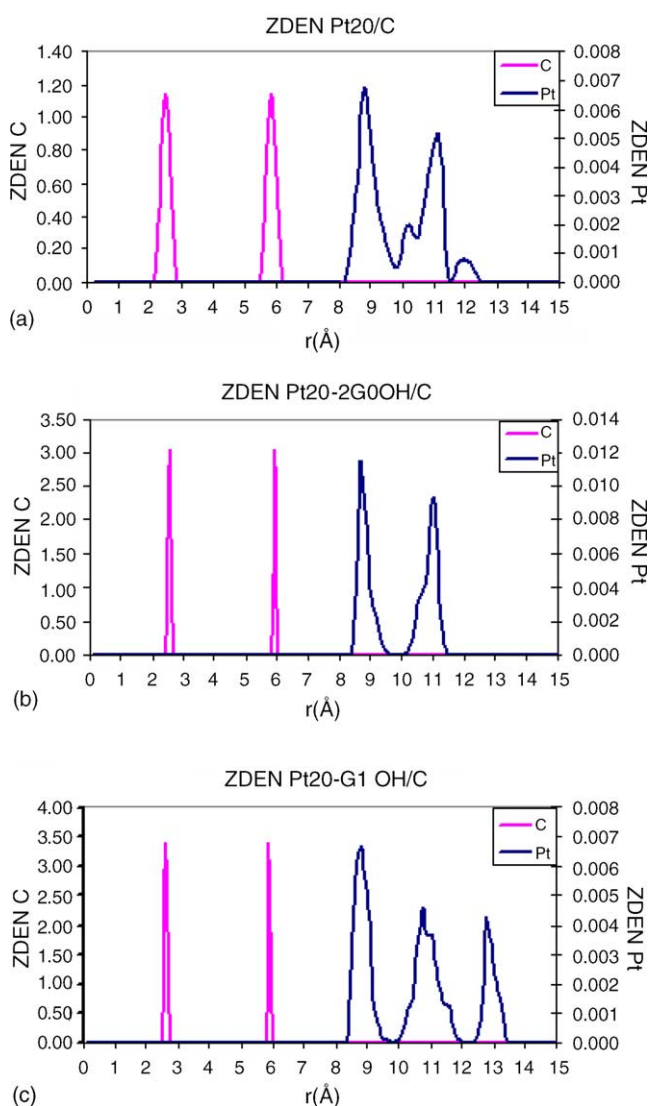 ZDEN Pt20/C
ZDEN C
1.40
1.20
1.00
0.80
0.60
0.40
0.20
0.00
C
Pt
0.008
0.007
0.006
0.005
0.004
0.003
0.002
0.001
0.000
ZDEN Pt
0 1 2 3 4 5 6 7 8 9 10 11 12 13 14 15
r(Å)
(a)
ZDEN Pt20-2G0OH/C
ZDEN C
3.50
3.00
2.50
2.00
1.50
1.00
0.50
0.00
C
Pt
0.014
0.012
0.010
0.008
0.006
0.004
0.002
0.000
ZDEN Pt
0 1 2 3 4 5 6 7 8 9 10 11 12 13 14 15
r(Å)
(b)
ZDEN Pt20-G1 OH/C
ZDEN C
4.00
3.50
3.00
2.50
2.00
1.50
1.00
0.50
0.00
C
Pt
0.008
0.007
0.006
0.005
0.004
0.003
0.002
0.001
0.000
ZDEN Pt
0 1 2 3 4 5 6 7 8 9 10 11 12 13 14 15
r(Å)
(c)